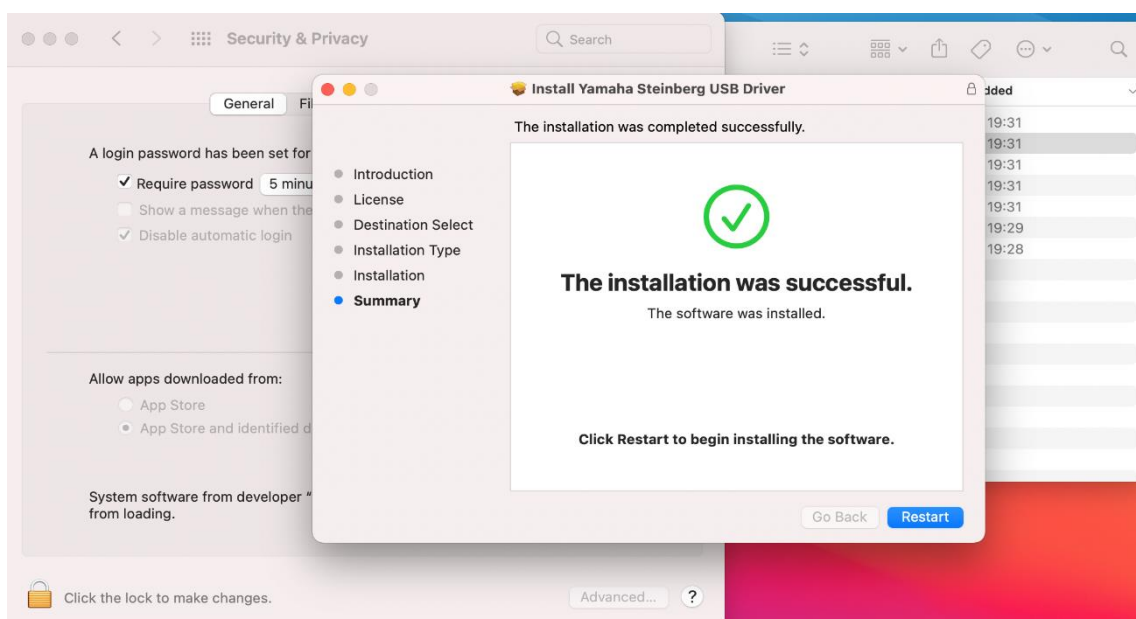 Security & Privacy
Search
General
A login password has been set for
Require password 5 minu
Show a message when the
Disable automatic login
Allow apps downloaded from:
App Store
App Store and identified d
System software from developer “
from loading.
Click the lock to make changes.
Advanced...
?
Install Yamaha Steinberg USB Driver
The installation was completed successfully.
Introduction
License
Destination Select
Installation Type
Installation
Summary
The installation was successful.
The software was installed.
Click Restart to begin installing the software.
Go Back
Restart
dded
19:31
19:31
19:31
19:31
19:31
19:29
19:28